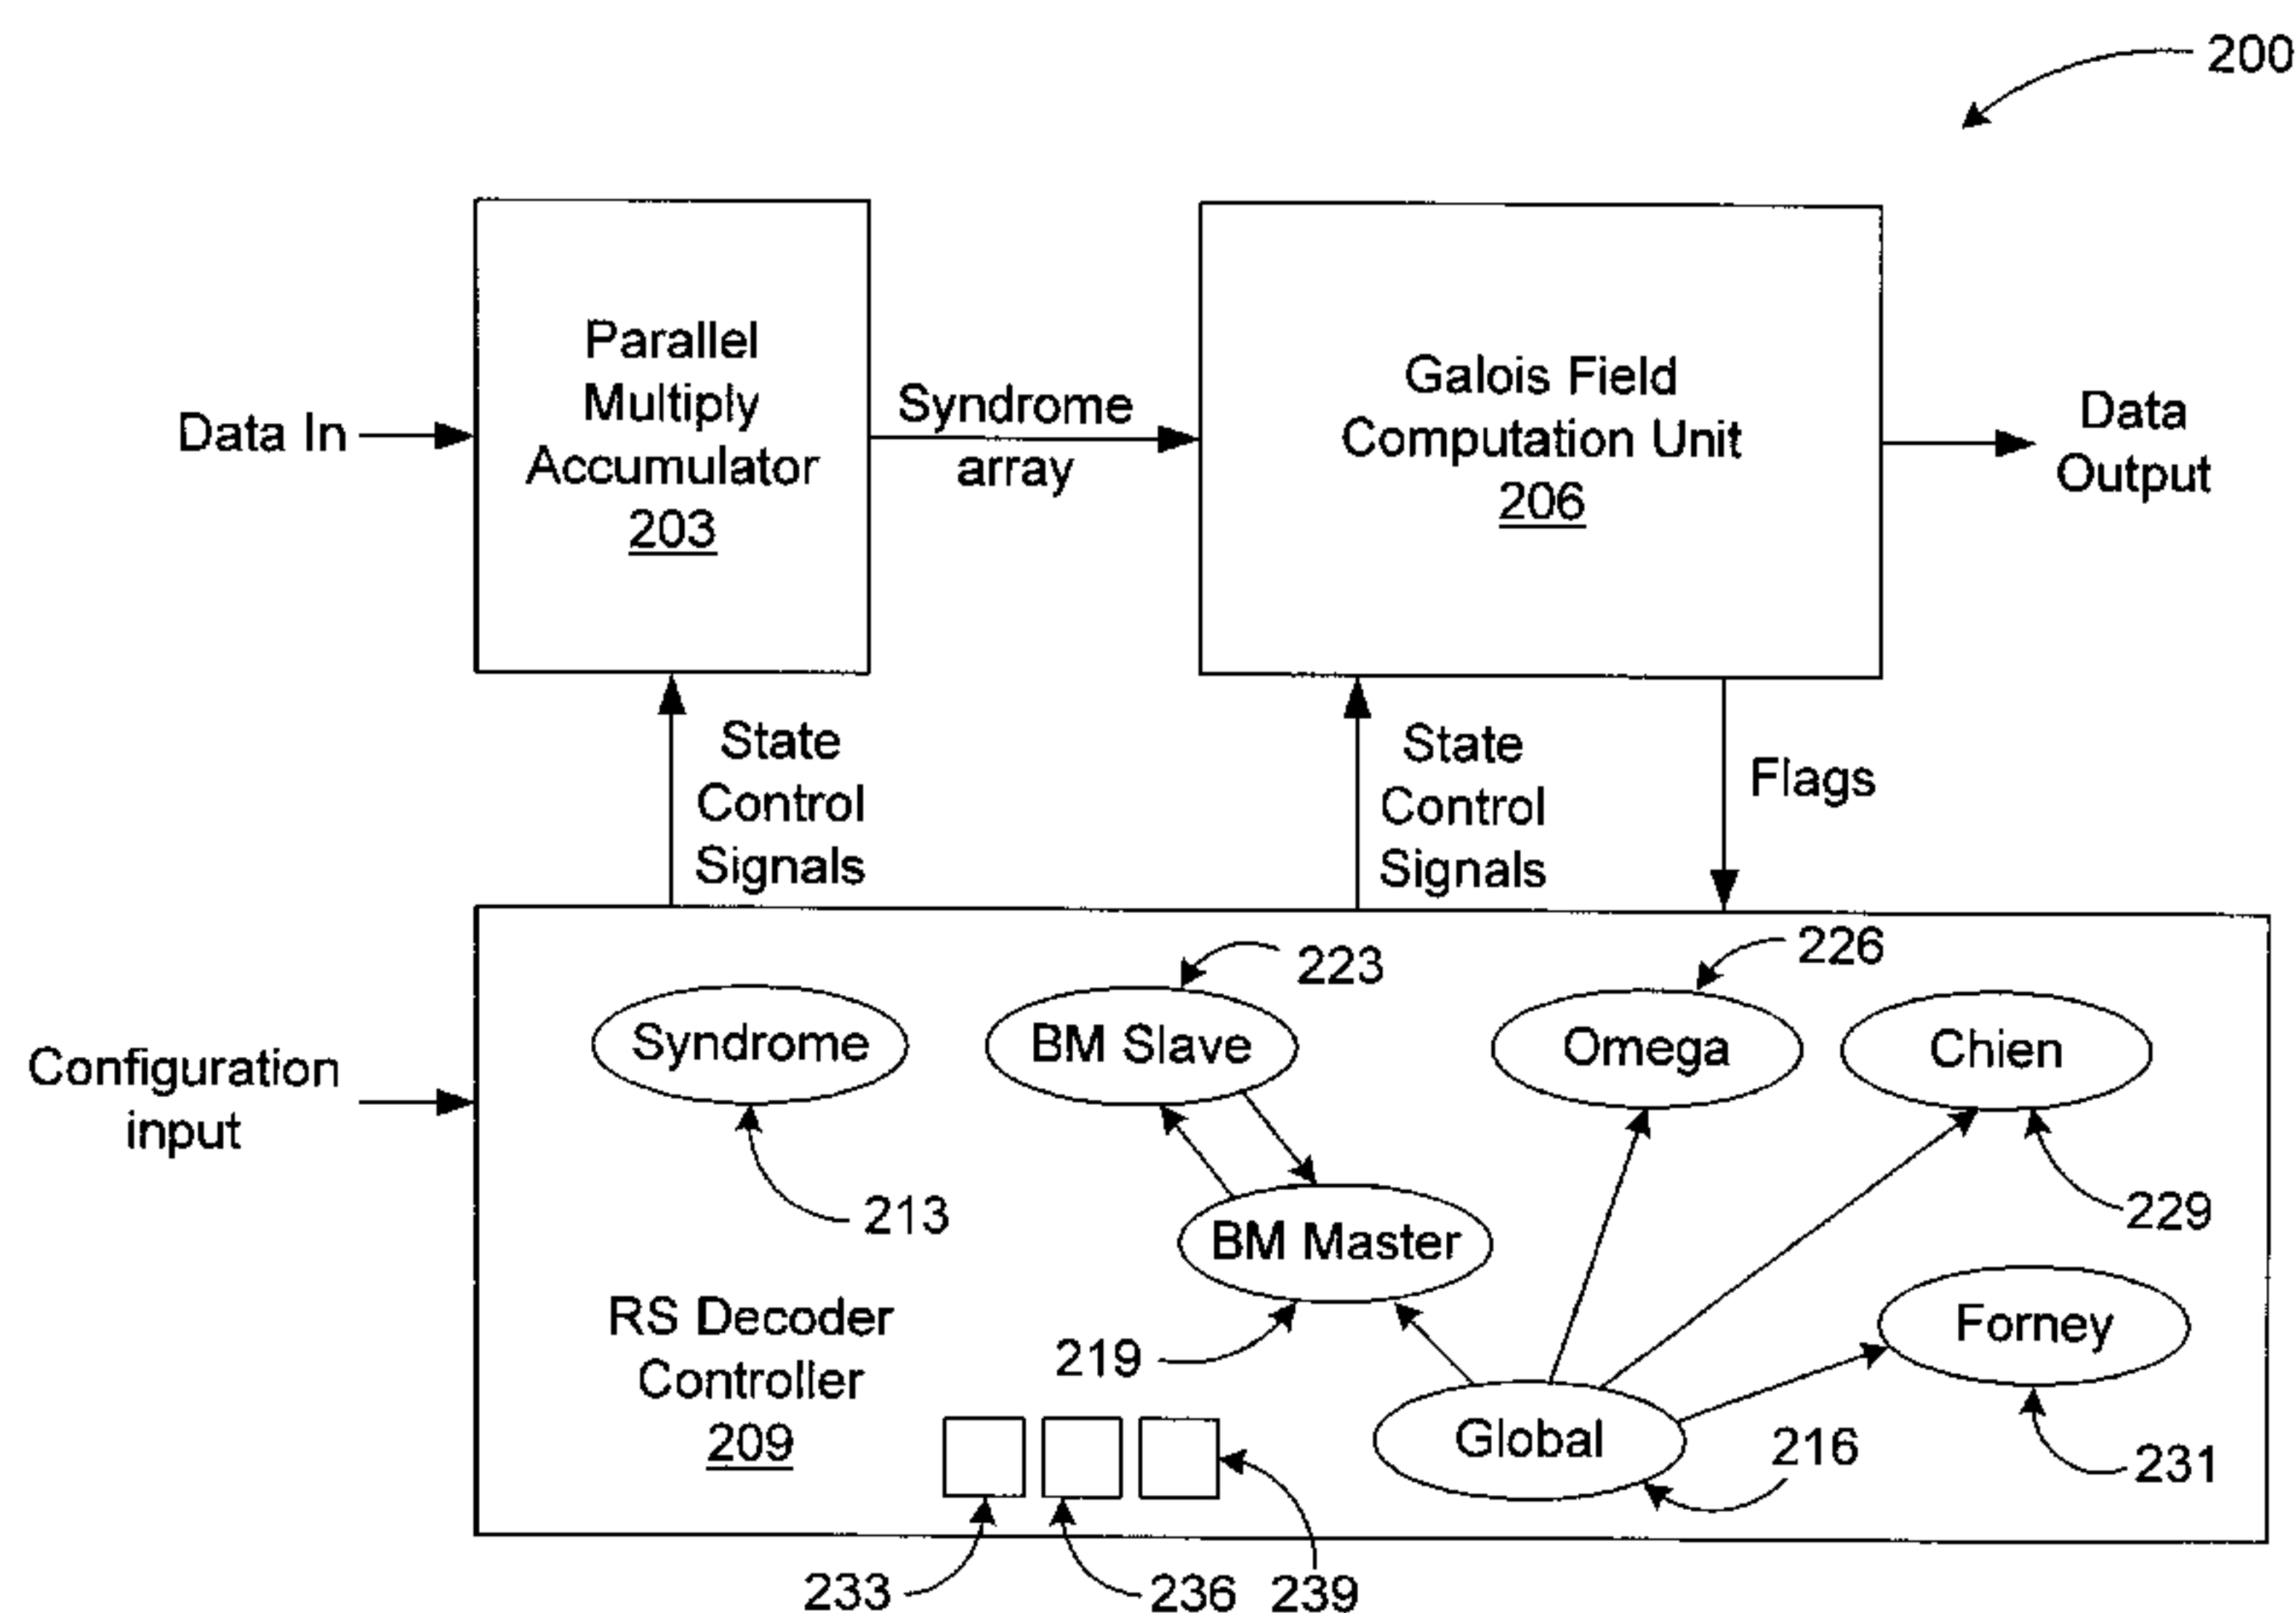 200
Parallel
Multiply
Accumulator
203
Galois Field
Computation Unit
206
Data In
Syndrome
array
Data
Output
State
Control
Signals
State
Control
Signals
Flags
Configuration
input
223
226
Syndrome
BM Slave
Omega
Chien
213
229
BM Master
RS Decoder
Controller
209
219
Forney
Global
216
231
233
236
239